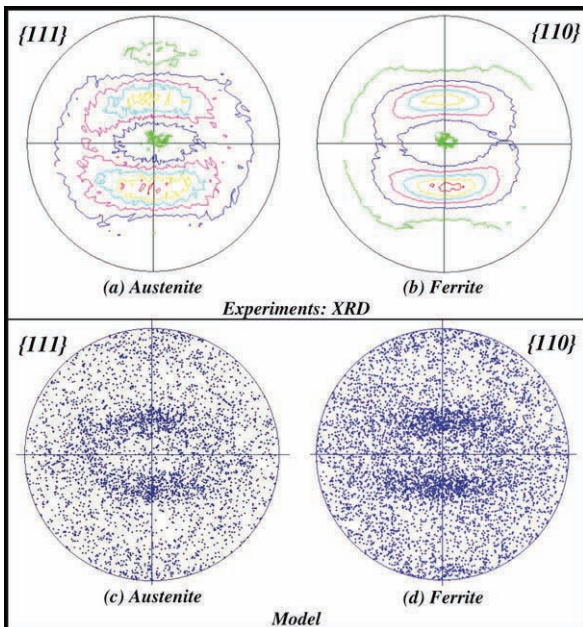 {111}
{110}
(a) Austenite
(b) Ferrite
Experiments: XRD
{111}
{110}
(c) Austenite
(d) Ferrite
Model